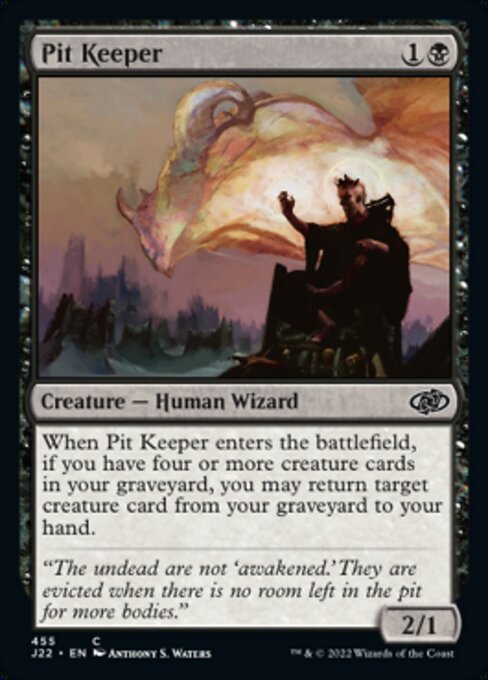 Pit Keeper 1
Creature — Human Wizard
When Pit Keeper enters the battlefield,
if you have four or more creature cards
in your graveyard, you may return target
creature card from your graveyard to your
hand.
“The undead are not ‘awakened.’ They are
evicted when there is no room left in the pit
for more bodies.”
2/1
455 C
J22 • EN Anthony S. Waters
™ & © 2022 Wizards of the Coast